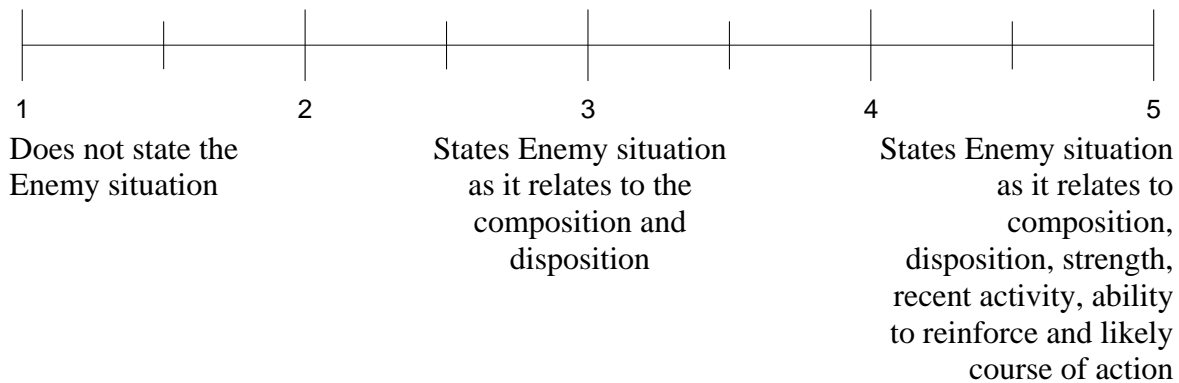 1 2 3 4 5
Does not state the
Enemy situation
States Enemy situation
as it relates to the
composition and
disposition
States Enemy situation
as it relates to
composition,
disposition, strength,
recent activity, ability
to reinforce and likely
course of action